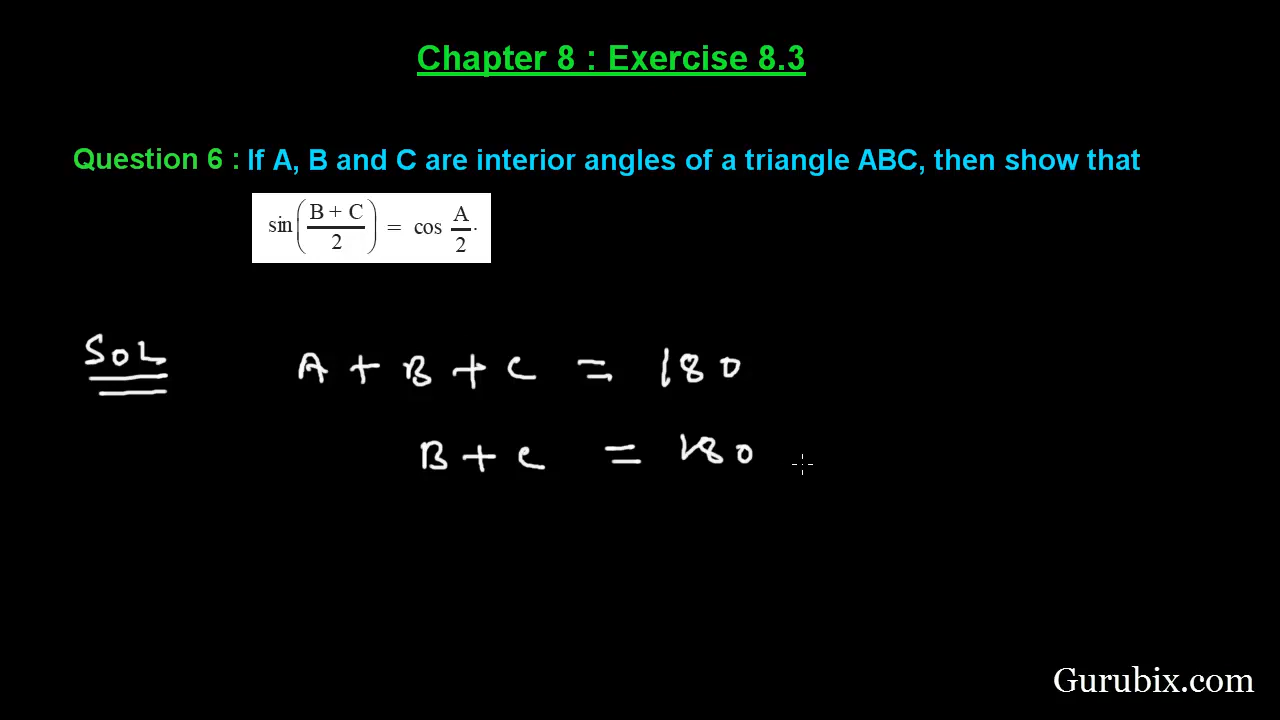 Chapter 8 : Exercise 8.3
Question 6 : If A, B and C are interior angles of a triangle ABC, then show that
sin(B + C / 2) = cos A / 2.
SOL A + B + C = 180
B + C = 180
Gurubix.com